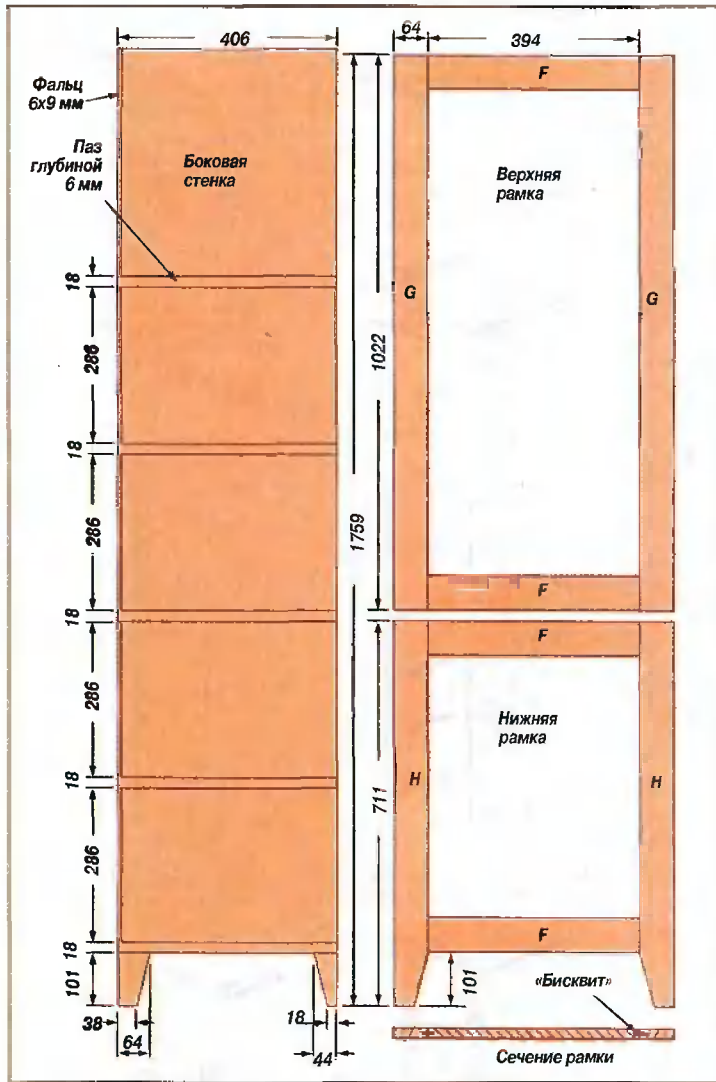 406
64
394
F
Фальц
6x9 мм
Паз
глубиной
6 мм
Боковая
стенка
Верхняя
рамка
18
G
G
286
1022
18
1759
286
F
18
F
286
Нижняя
рамка
H
H
18
711
286
F
18
101
101
«Бисквит»
38
18
64
44
Сечение рамки